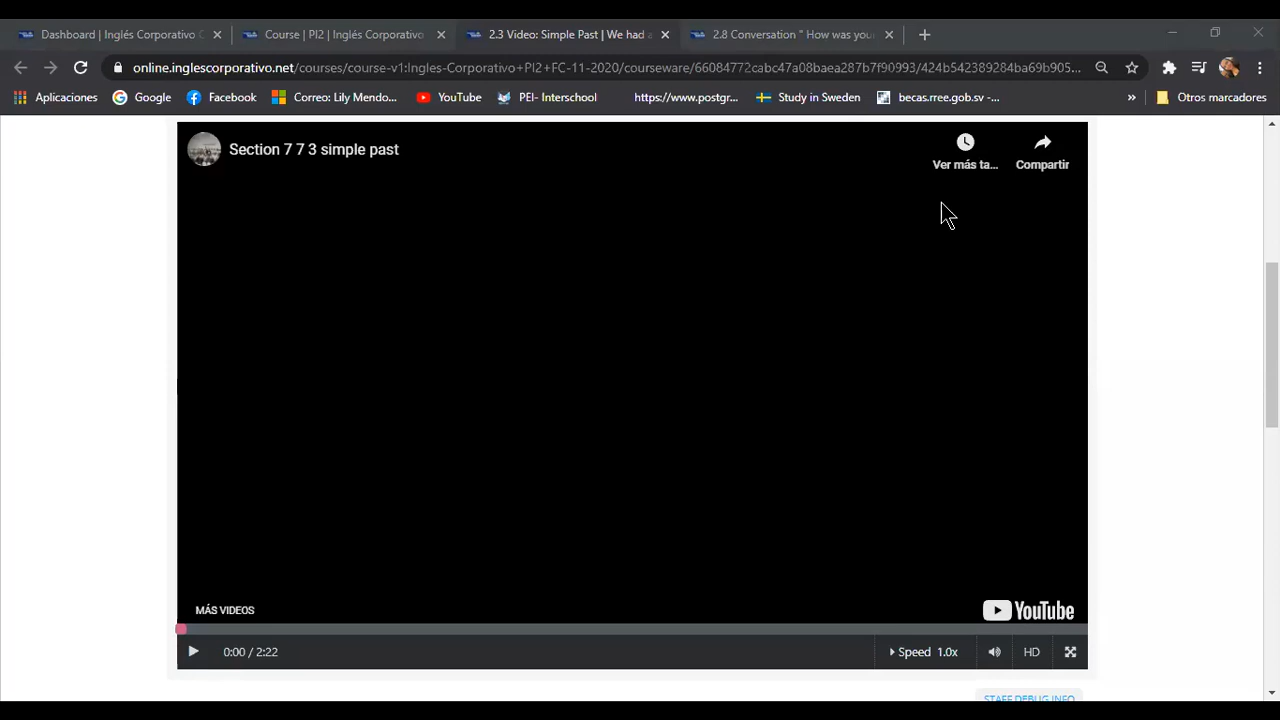 Dashboard | Inglés Corporativo
Course | PI2 | Inglés Corporativo
2.3 Video: Simple Past | We had
2.8 Conversation " How was your
online.inglescorporativo.net/courses/course-v1:Ingles-Corporativo+PI2+FC-11-2020/courseware/66084772cabc47a08baea287b7f90993/424b542389284ba69b905...
Aplicaciones
Google
Facebook
Correo: Lily Mendo...
YouTube
PEI- Interschool
https://www.postgr...
Study in Sweden
becas.rree.gob.sv -...
»
Otros marcadores
Section 7 7 3 simple past
Ver más ta...
Compartir
MÁS VIDEOS
YouTube
0:00 / 2:22
Speed 1.0x
HD
STAFF DEBUG INFO